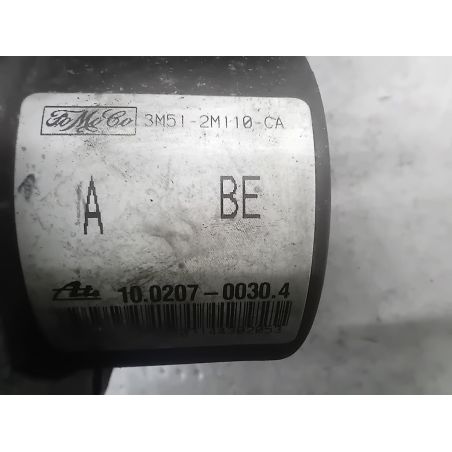 FoMoCo 3M51-2M110-CA
A BE
Ate 10.0207-0030.4